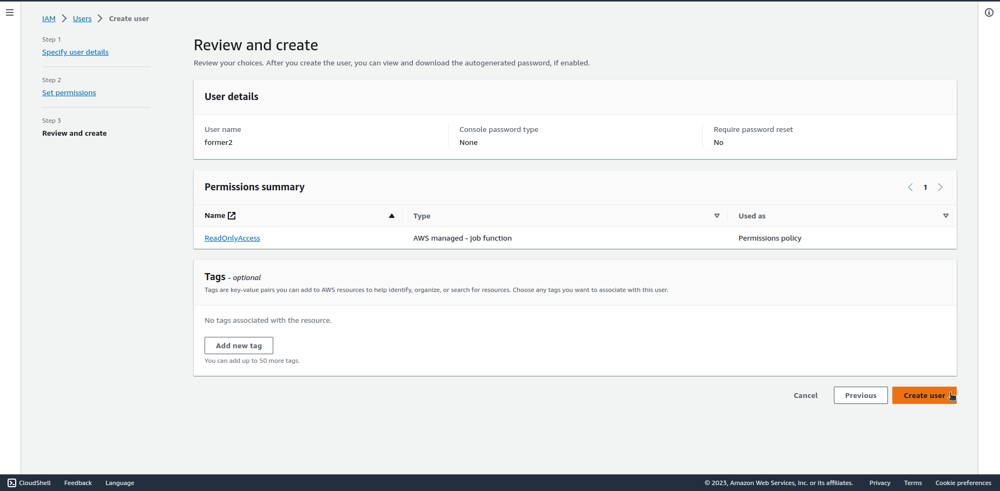 IAM > Users > Create user
Step 1
Specify user details
Step 2
Set permissions
Step 3
Review and create
Review and create
Review your choices. After you create the user, you can view and download the autogenerated password, if enabled.
User details
User name
former2
Console password type
None
Require password reset
No
Permissions summary
1
Name Type Used as
ReadOnlyAccess AWS managed - job function Permissions policy
Tags - optional
Tags are key-value pairs you can add to AWS resources to help identify, organize, or search for resources. Choose any tags you want to associate with this user.
No tags associated with the resource.
Add new tag
You can add up to 50 more tags.
Cancel Previous Create user
CloudShell Feedback Language © 2023, Amazon Web Services, Inc. or its affiliates. Privacy Terms Cookie preferences